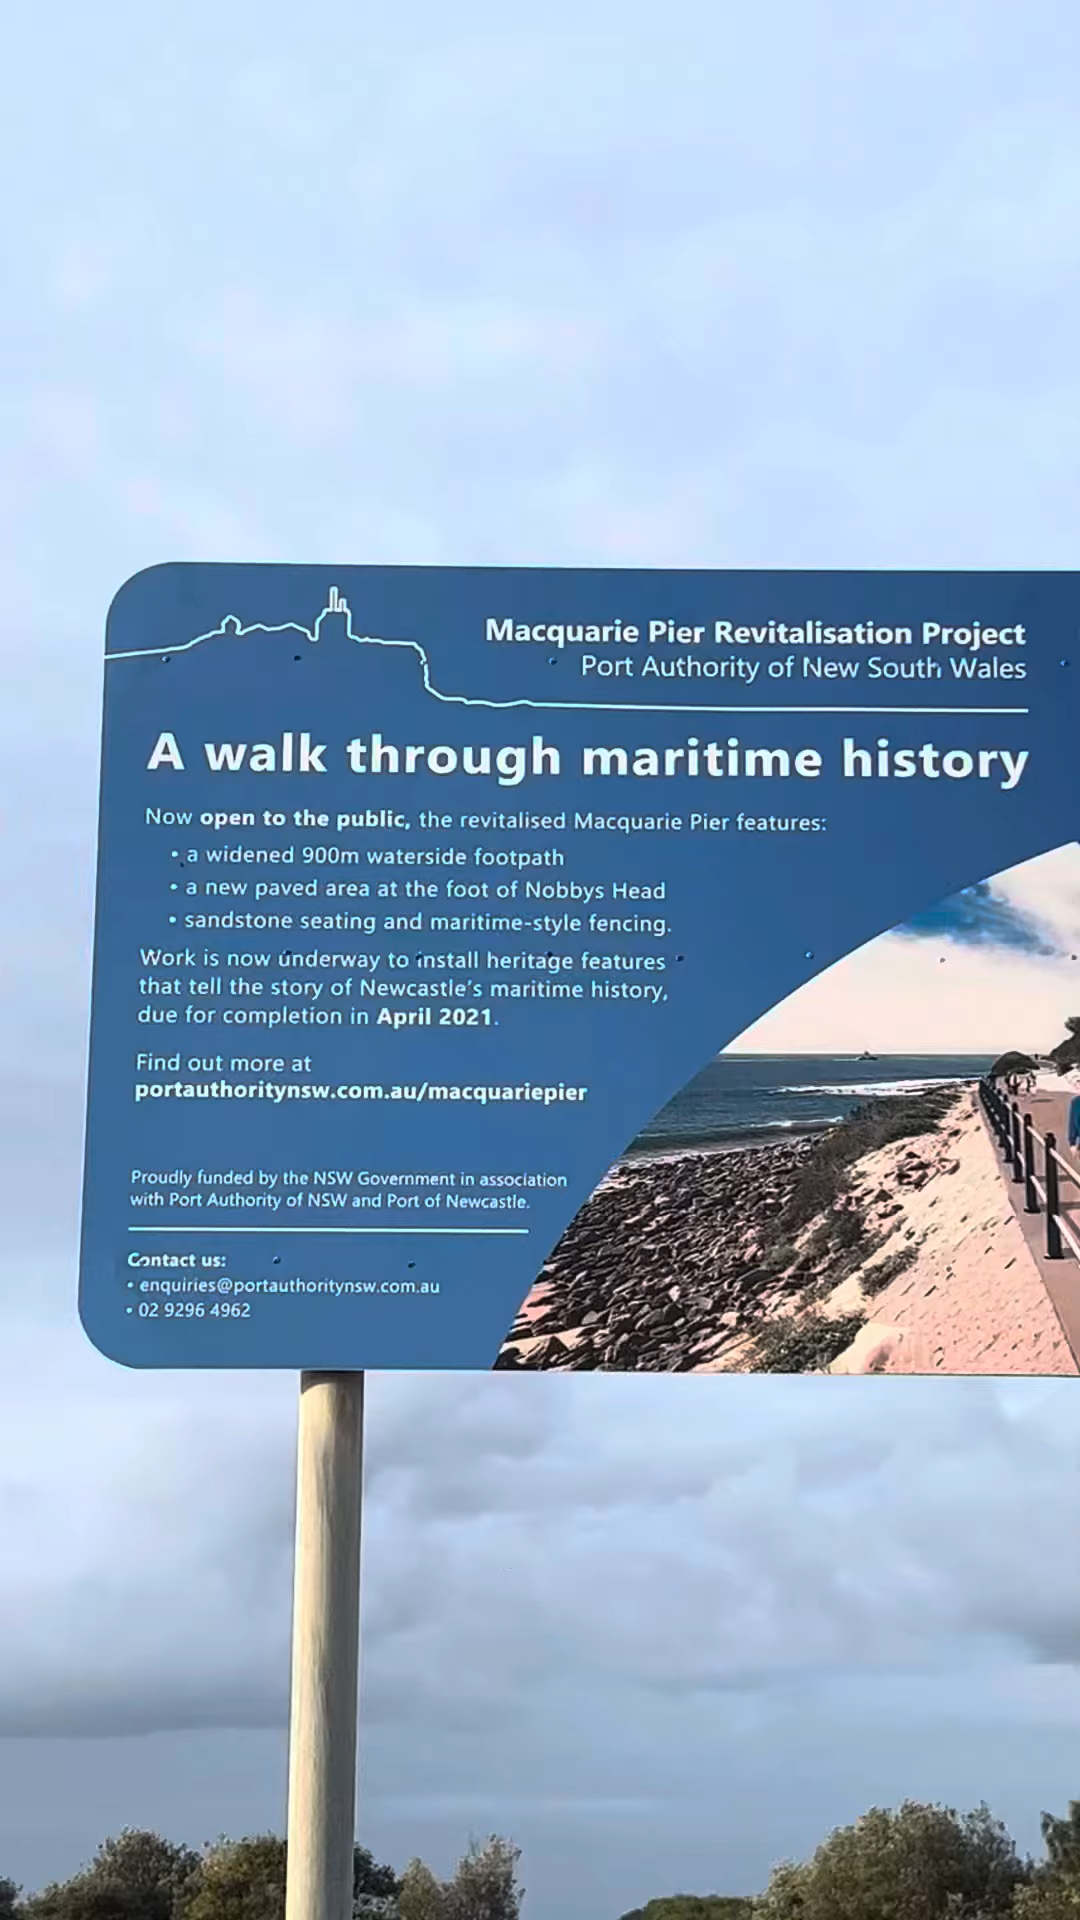 Macquarie Pier Revitalisation Project
Port Authority of New South Wales
A walk through maritime history
Now open to the public, the revitalised Macquarie Pier features:
• a widened 900m waterside footpath
• a new paved area at the foot of Nobbys Head
• sandstone seating and maritime-style fencing.
Work is now underway to install heritage features
that tell the story of Newcastle's maritime history,
due for completion in April 2021.
Find out more at
portauthoritynsw.com.au/macquariepier
Proudly funded by the NSW Government in association
with Port Authority of NSW and Port of Newcastle.
Contact us:
• enquiries@portauthoritynsw.com.au
• 02 9296 4962